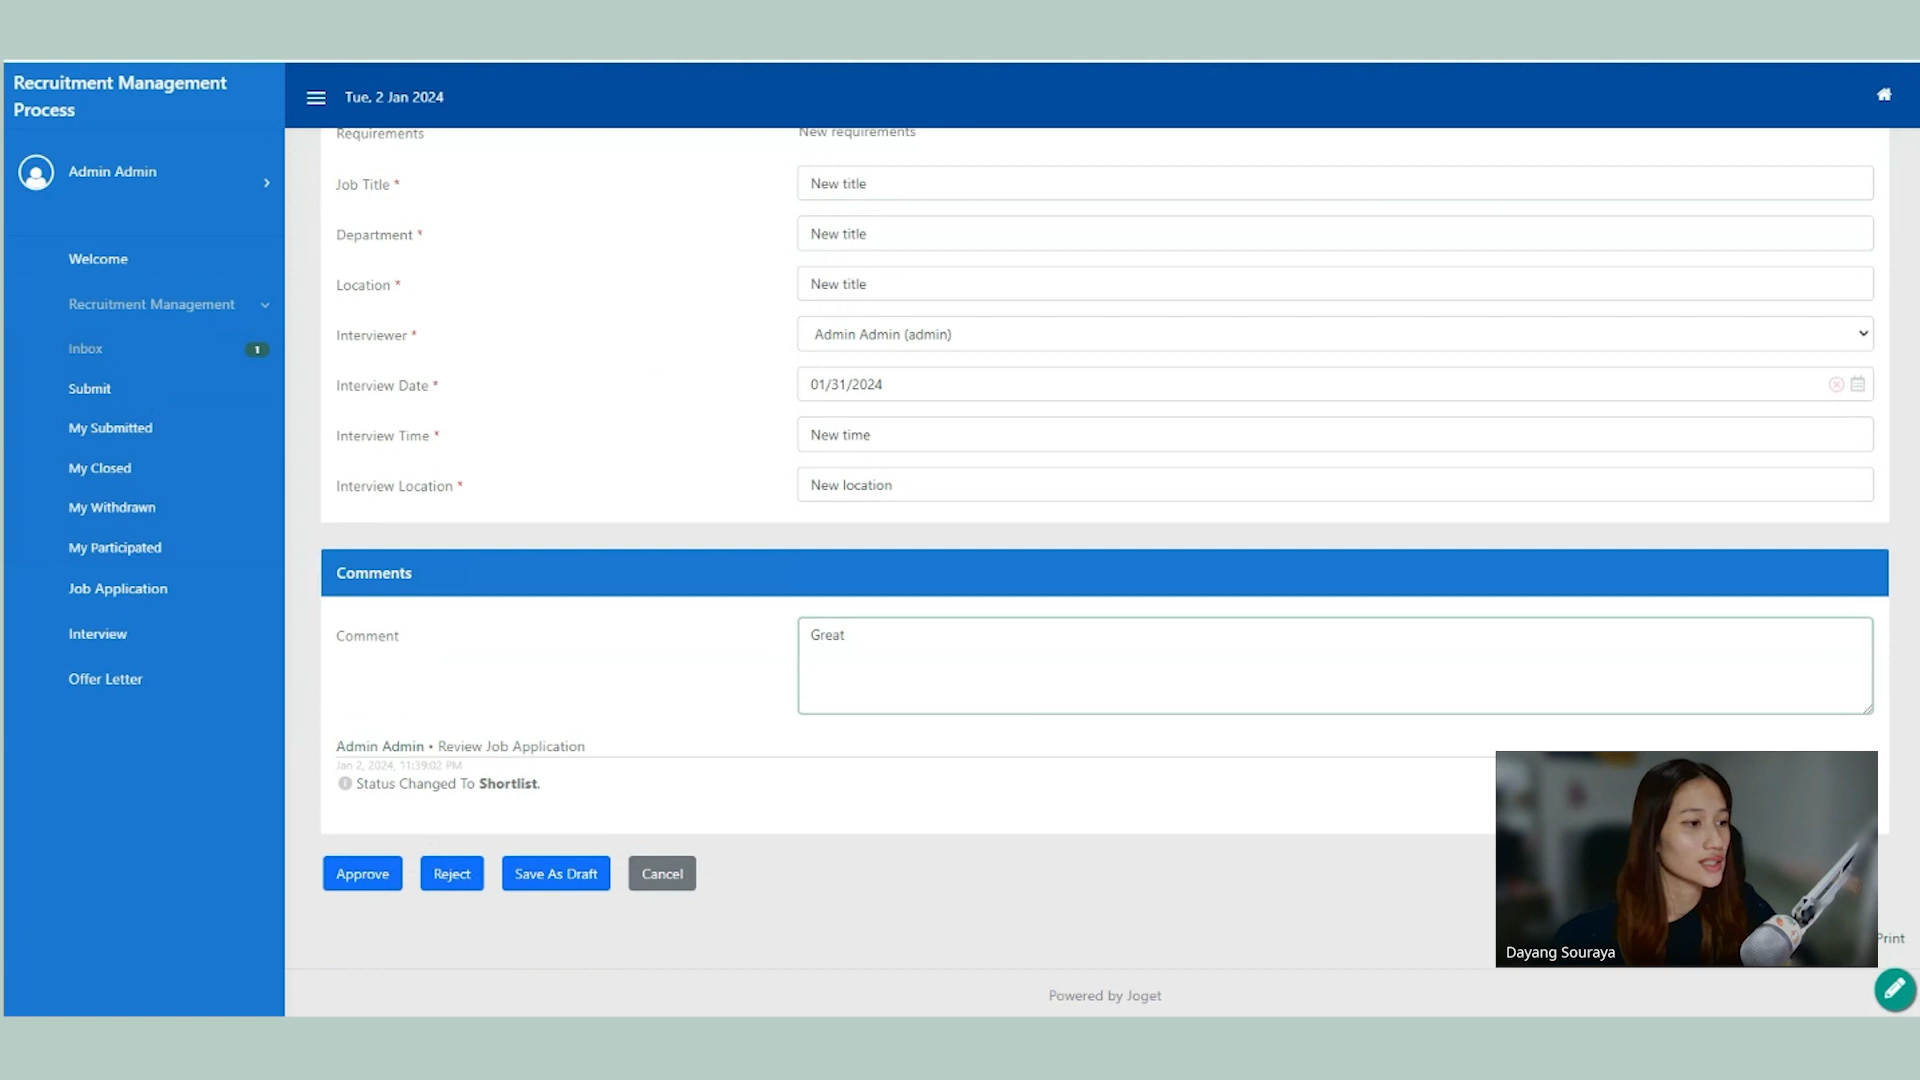 Recruitment Management
Process
Tue, 2 Jan 2024
Admin Admin
Welcome
Recruitment Management
Inbox
1
Submit
My Submitted
My Closed
My Withdrawn
My Participated
Job Application
Interview
Offer Letter
Requirements
New requirements
Job Title *
New title
Department *
New title
Location *
New title
Interviewer *
Admin Admin (admin)
Interview Date *
01/31/2024
Interview Time *
New time
Interview Location *
New location
Comments
Comment
Great
Admin Admin • Review Job Application
Jan 2, 2024, 11:39:02 PM
Status Changed To Shortlist.
Approve
Reject
Save As Draft
Cancel
Dayang Souraya
Print
Powered by Joget